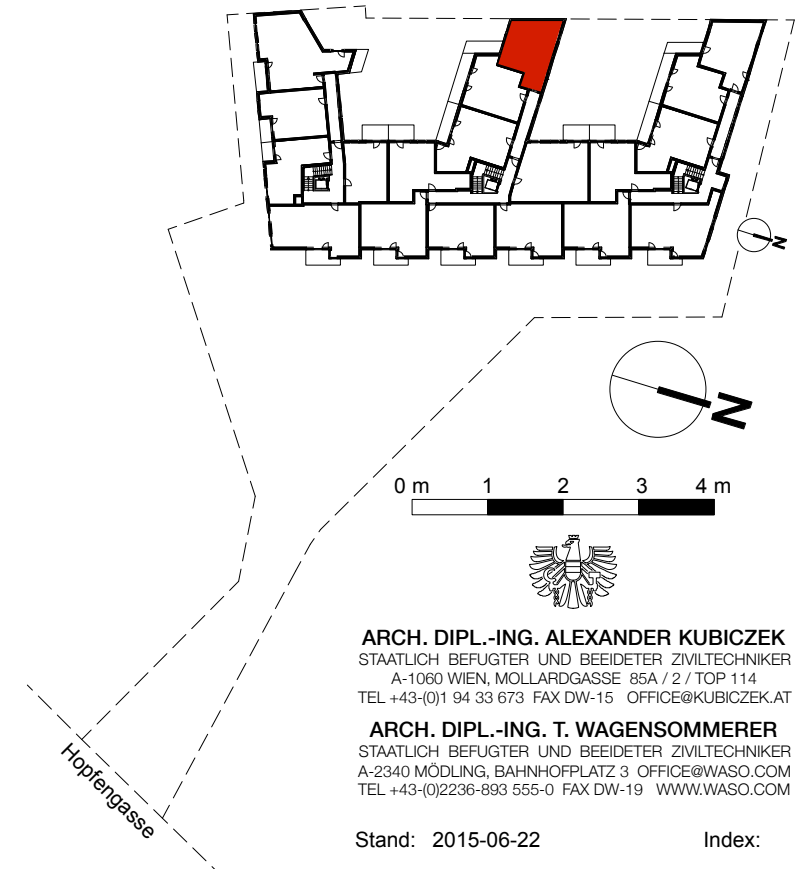 N
N
0 m 1 2 3 4 m
ARCH. DIPL.-ING. ALEXANDER KUBICZEK
STAATLICH BEFUGTER UND BEEIDETER ZIVILTECHNIKER
A-1060 WIEN, MOLLARDGASSE 85A / 2 / TOP 114
TEL +43-(0)1 94 33 673 FAX DW-15 OFFICE@KUBICZEK.AT
ARCH. DIPL.-ING. T. WAGENSOMMERER
STAATLICH BEFUGTER UND BEEIDETER ZIVILTECHNIKER
A-2340 MÖDLING, BAHNHOFPLATZ 3 OFFICE@WASO.COM
TEL +43-(0)2236-893 555-0 FAX DW-19 WWW.WASO.COM
Hopfengasse
Stand: 2015-06-22 Index: